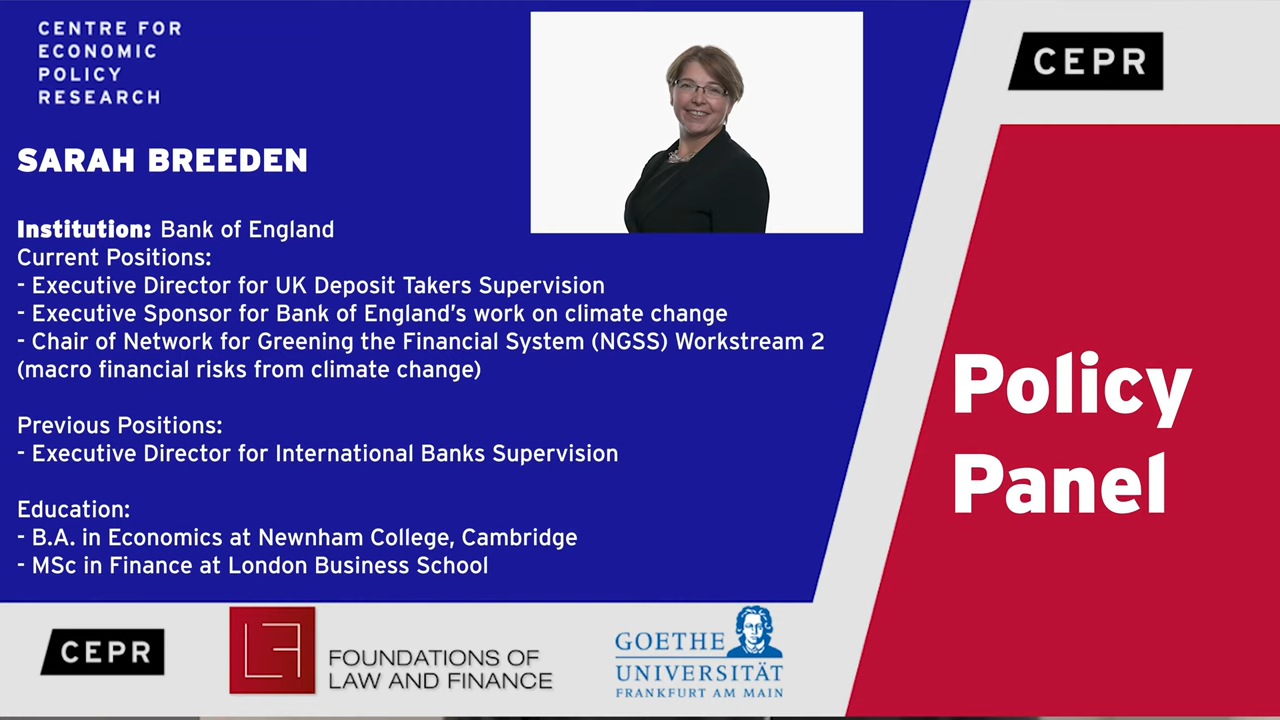 CENTRE FOR
ECONOMIC
POLICY
RESEARCH
CEPR
SARAH BREEDEN
Institution: Bank of England
Current Positions:
- Executive Director for UK Deposit Takers Supervision
- Executive Sponsor for Bank of England's work on climate change
- Chair of Network for Greening the Financial System (NGSS) Workstream 2
(macro financial risks from climate change)
Previous Positions:
- Executive Director for International Banks Supervision
Education:
- B.A. in Economics at Newnham College, Cambridge
- MSc in Finance at London Business School
Policy
Panel
CEPR
FOUNDATIONS OF
LAW AND FINANCE
GOETHE
UNIVERSITÄT
FRANKFURT AM MAIN